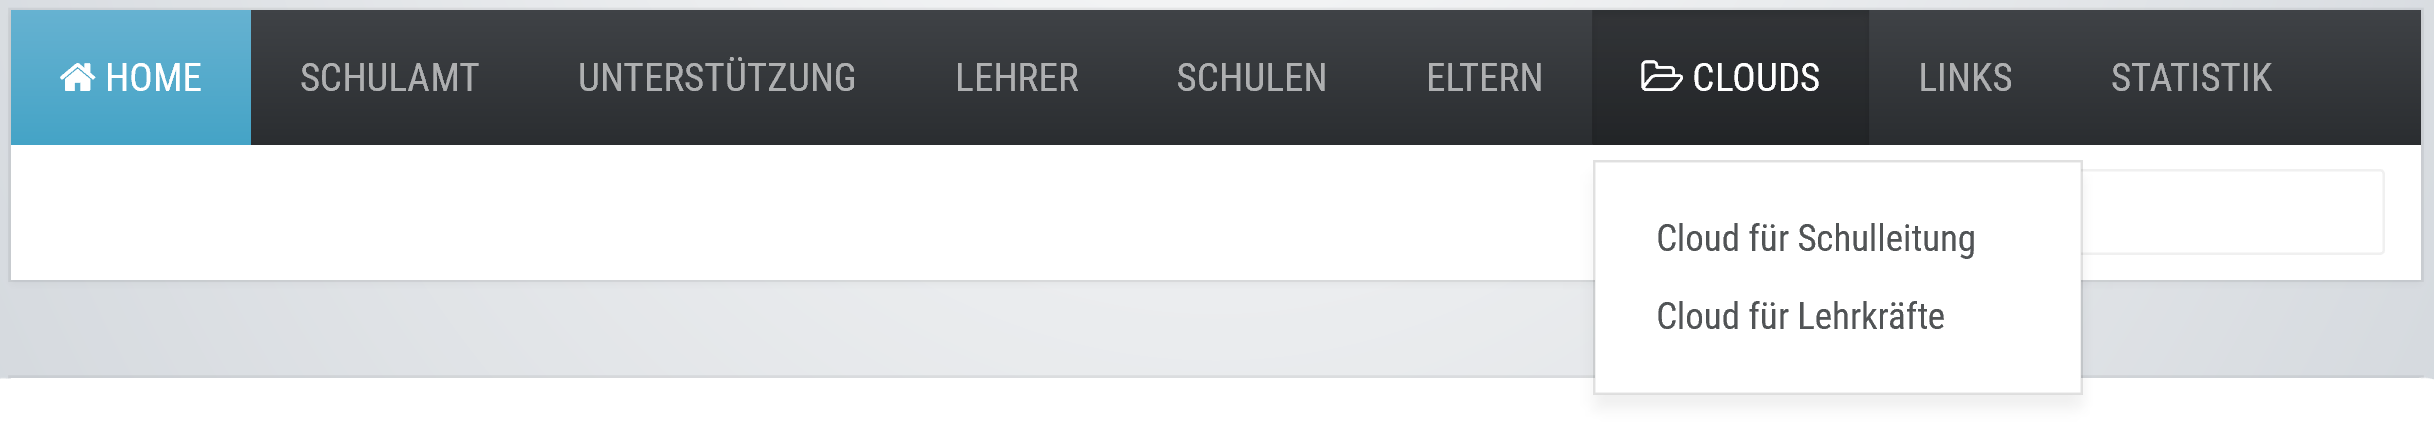 HOME SCHULAMT UNTERSTÜTZUNG LEHRER SCHULEN ELTERN CLOUDS LINKS STATISTIK
Cloud für Schulleitung
Cloud für Lehrkräfte